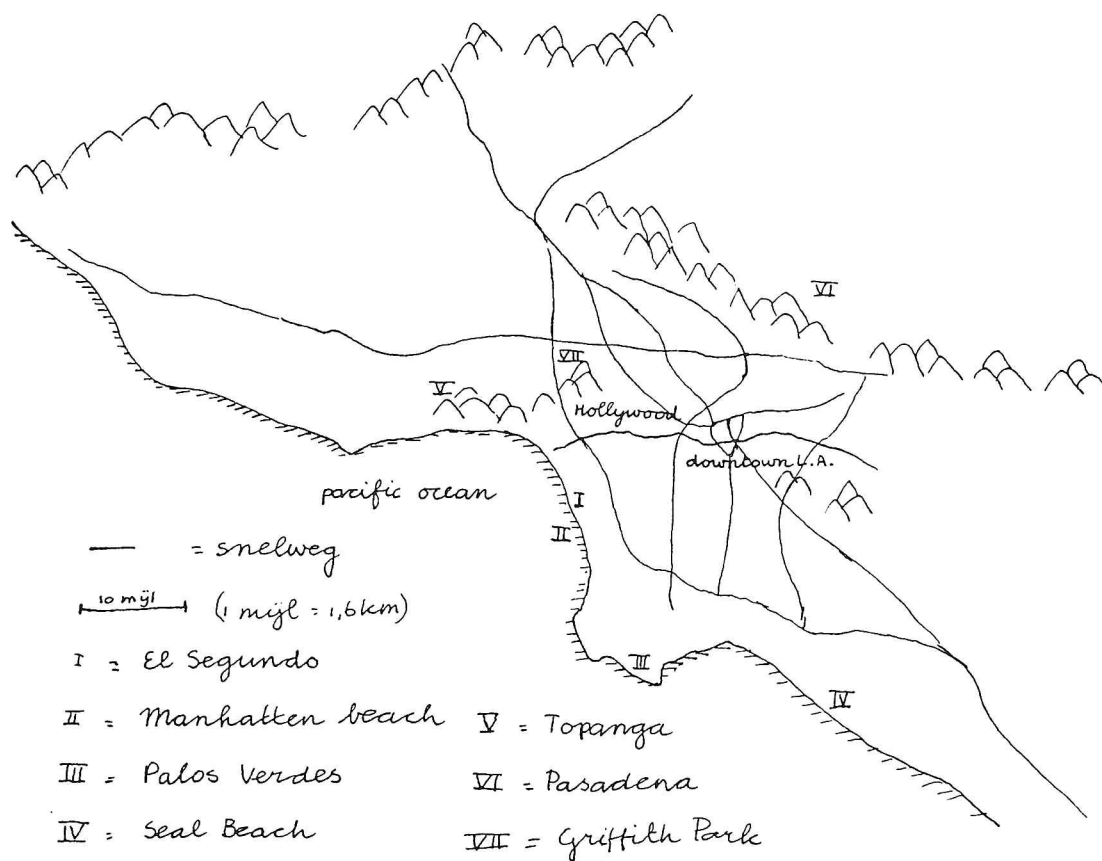 VI
VII
V
Hollywood
downtown L.A.
pacific ocean
I
II
III
IV
— = snelweg
10 mijl (1 mijl = 1,6 km)
I = El Segundo
II = Manhatten beach
III = Palos Verdes
IV = Seal Beach
V = Topanga
VI = Pasadena
VII = Griffith Park